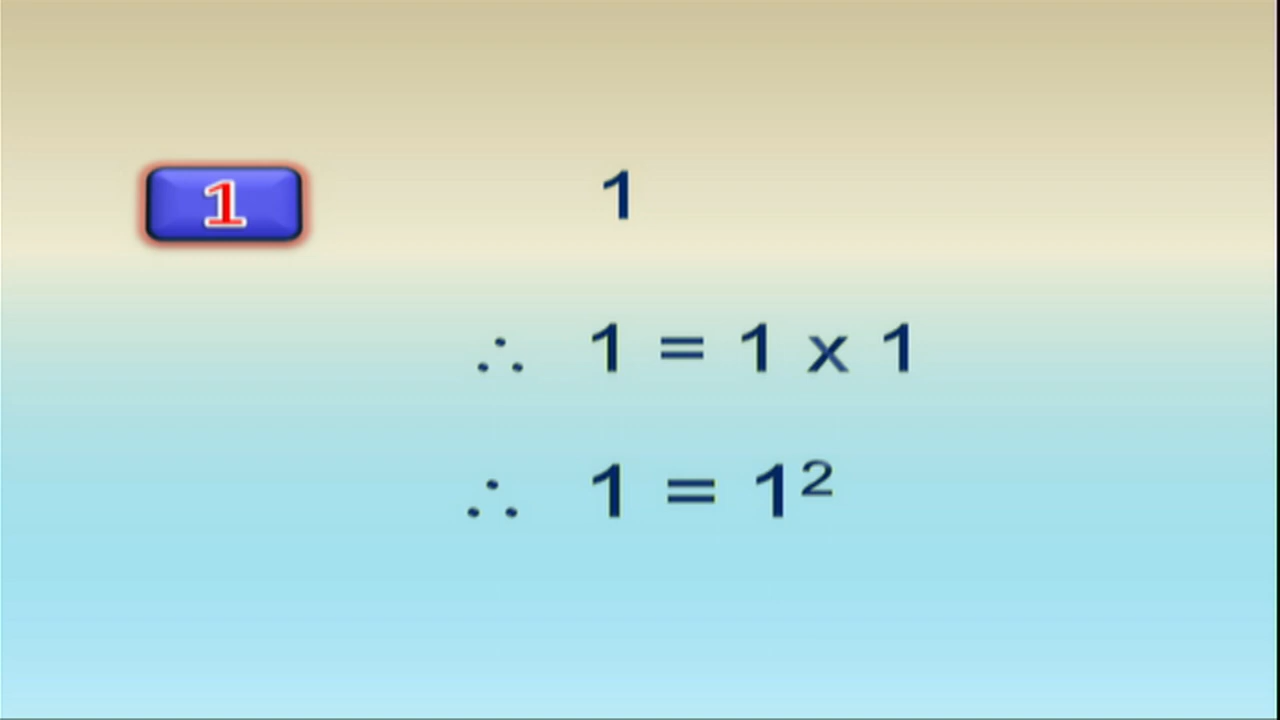 1 1
∴ 1 = 1 x 1
∴ 1 = 1²